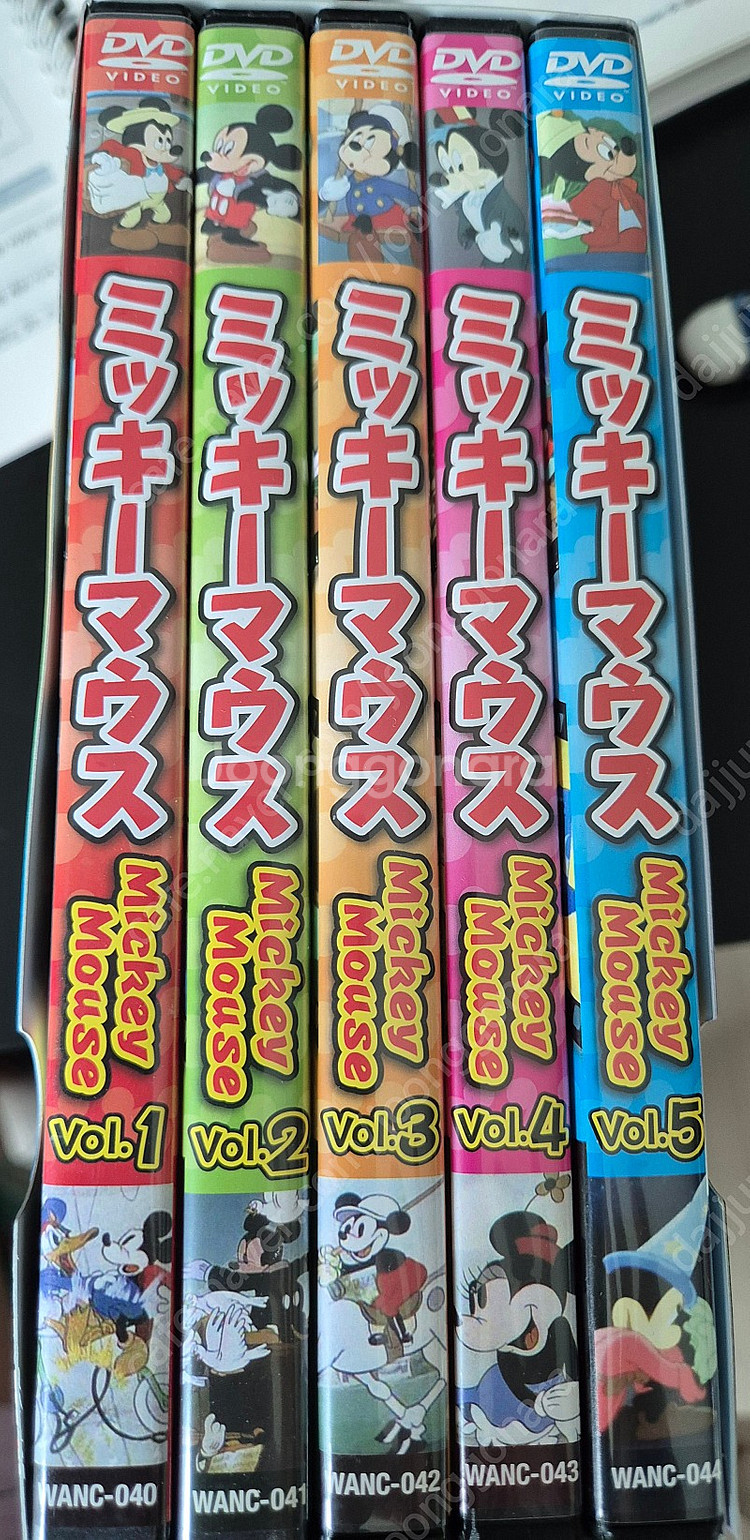 DVD
VIDEO
ミッキーマウス
Mickey
Mouse
Vol.1
WANC-040
DVD
VIDEO
ミッキーマウス
Mickey
Mouse
Vol.2
WANC-041
DVD
VIDEO
ミッキーマウス
Mickey
Mouse
Vol.3
WANC-042
DVD
VIDEO
ミッキーマウス
Mickey
Mouse
Vol.4
WANC-043
DVD
VIDEO
ミッキーマウス
Mickey
Mouse
Vol.5
WANC-044
Joonggonara